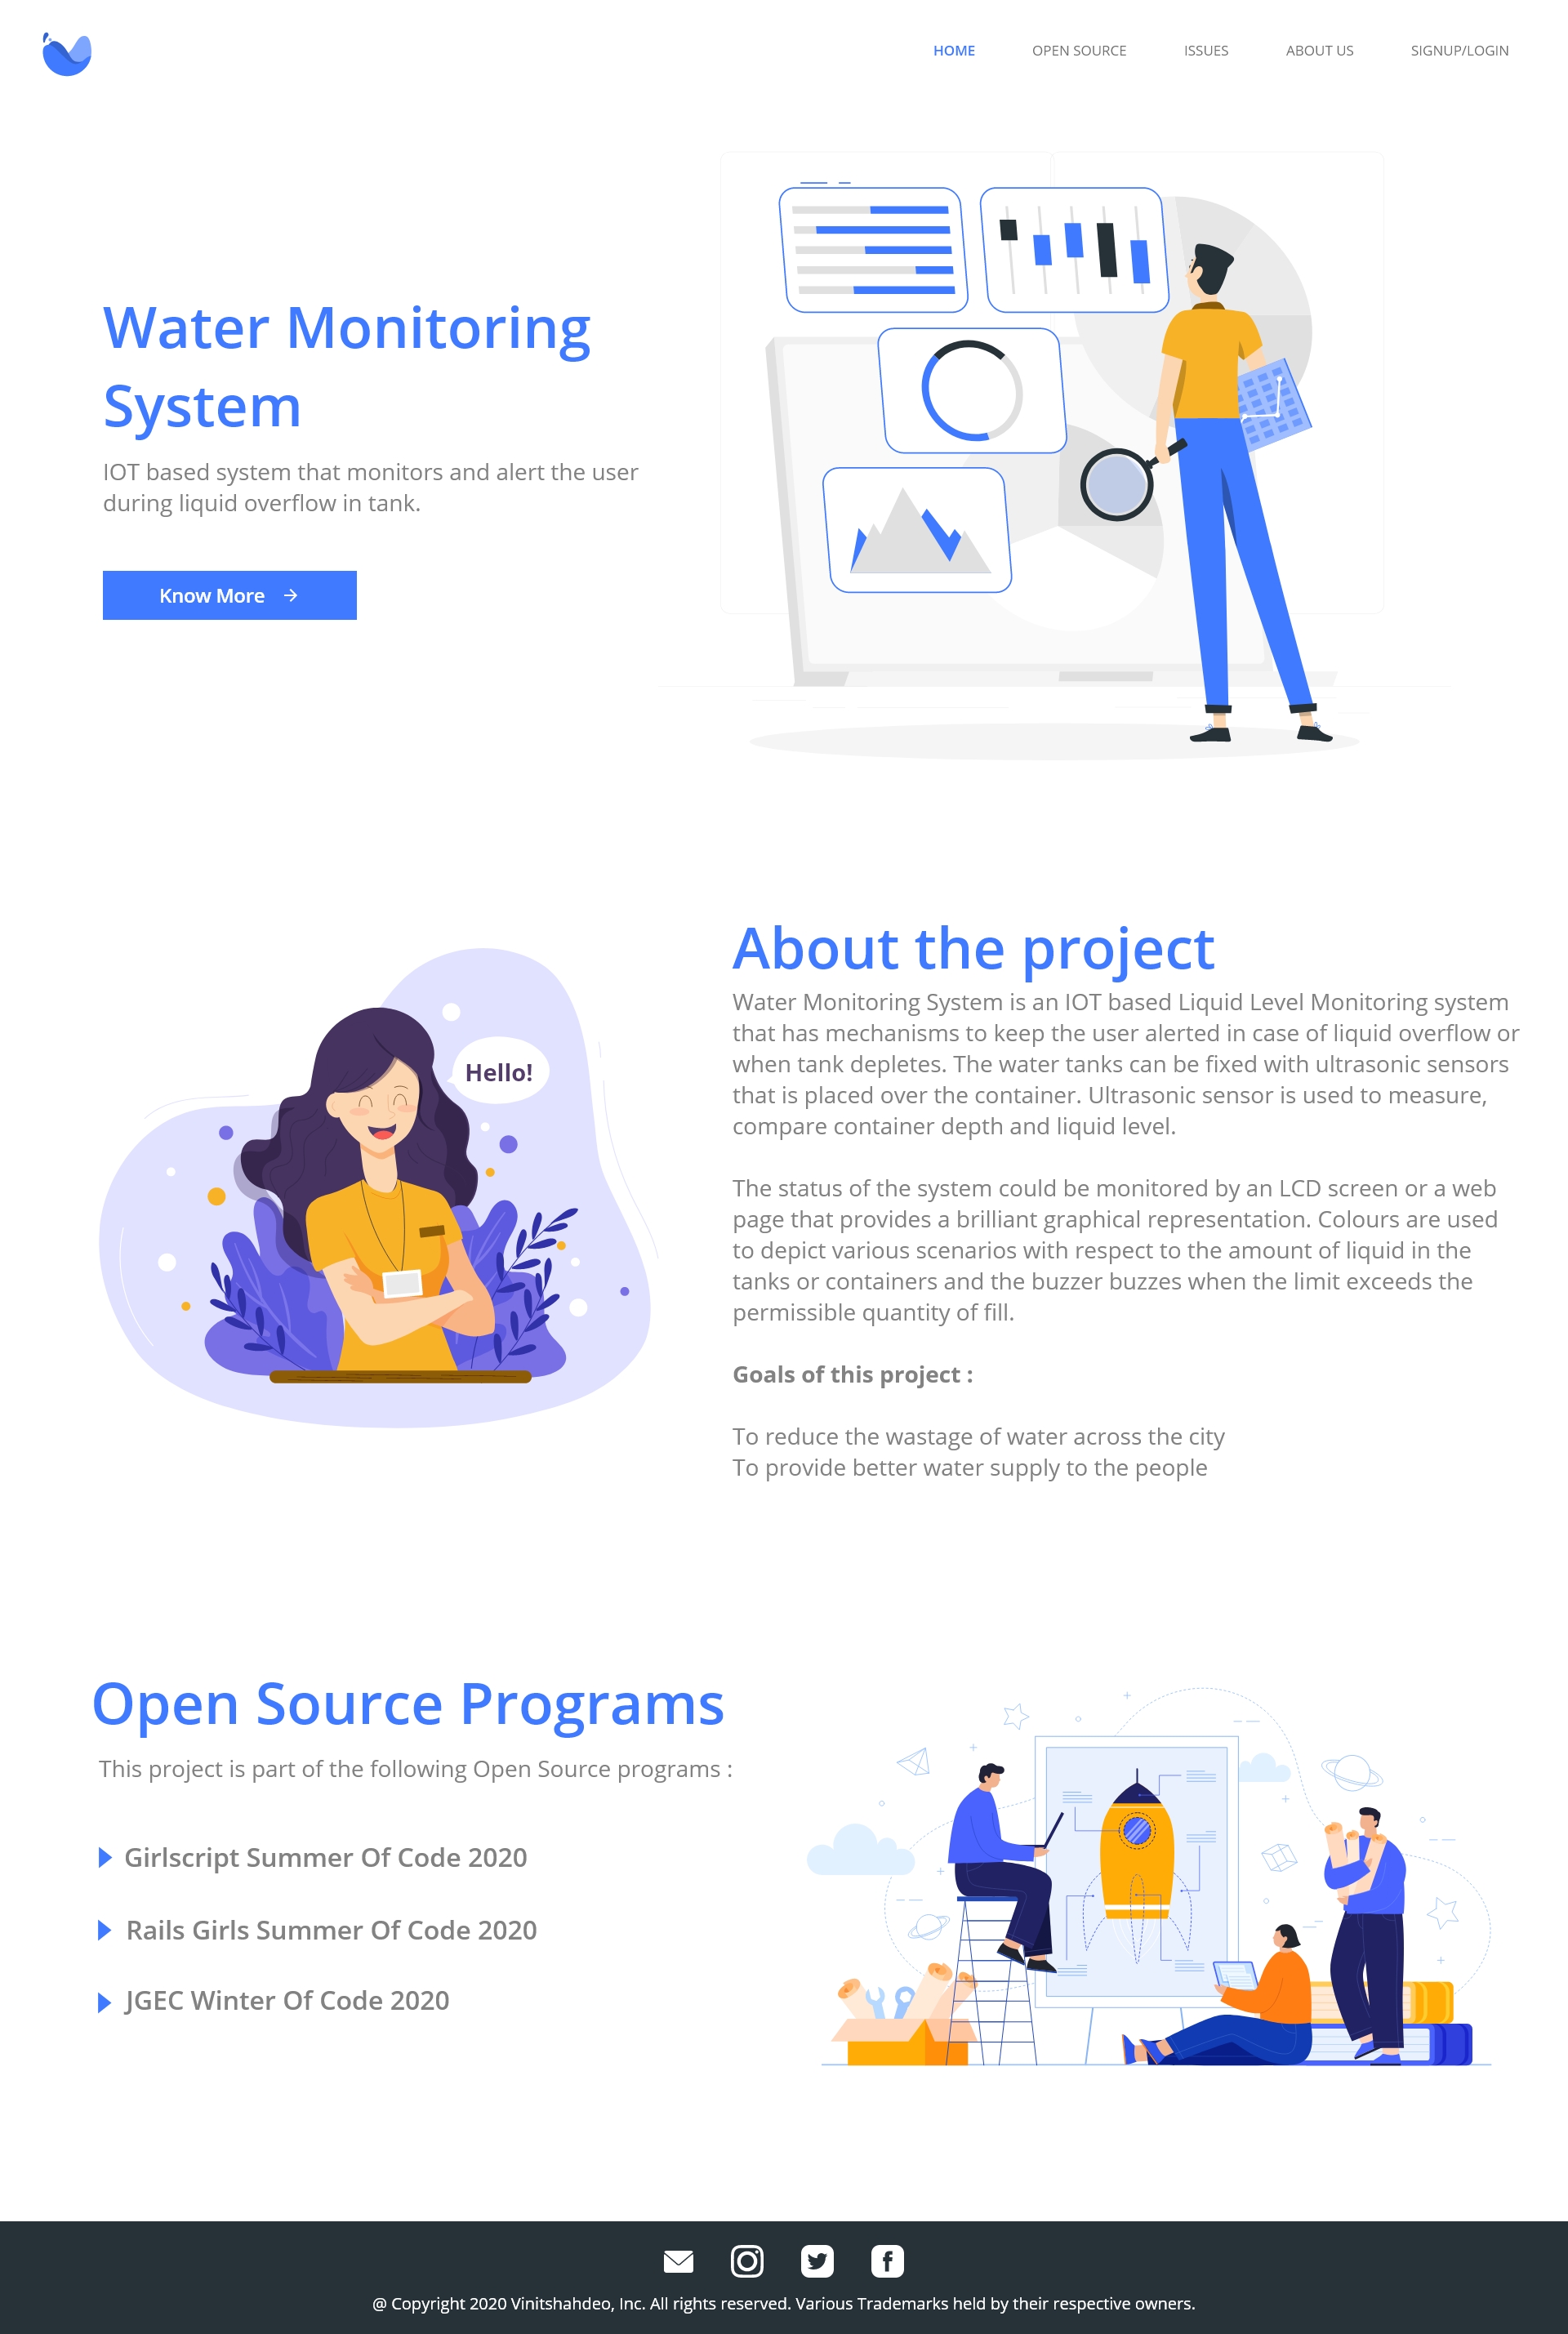 HOME
OPEN SOURCE
ISSUES
ABOUT US
SIGNUP/LOGIN
Water Monitoring
System
IOT based system that monitors and alert the user
during liquid overflow in tank.
Know More
About the project
Water Monitoring System is an IOT based Liquid Level Monitoring system
that has mechanisms to keep the user alerted in case of liquid overflow or
when tank depletes. The water tanks can be fixed with ultrasonic sensors
that is placed over the container. Ultrasonic sensor is used to measure,
compare container depth and liquid level.
The status of the system could be monitored by an LCD screen or a web
page that provides a brilliant graphical representation. Colours are used
to depict various scenarios with respect to the amount of liquid in the
tanks or containers and the buzzer buzzes when the limit exceeds the
permissible quantity of fill.
Goals of this project :
To reduce the wastage of water across the city
To provide better water supply to the people
Hello!
Open Source Programs
This project is part of the following Open Source programs :
Girlscript Summer Of Code 2020
Rails Girls Summer Of Code 2020
JGEC Winter Of Code 2020
@ Copyright 2020 Vinitshahdeo, Inc. All rights reserved. Various Trademarks held by their respective owners.